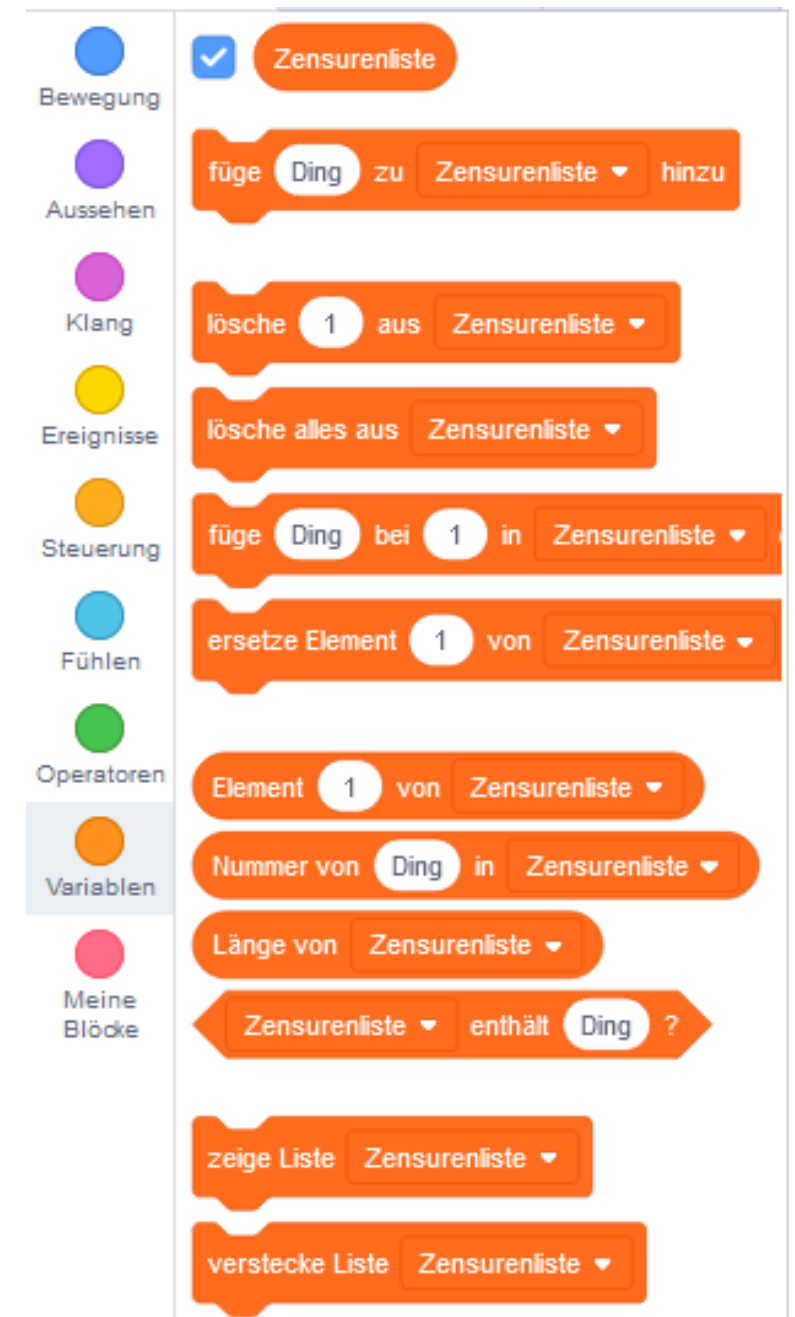 Bewegung
Aussehen
Klang
Ereignisse
Steuerung
Fühlen
Operatoren
Variablen
Meine
Blöcke
Zensurenliste
füge Ding zu Zensurenliste hinzu
lösche 1 aus Zensurenliste
lösche alles aus Zensurenliste
füge Ding bei 1 in Zensurenliste
ersetze Element 1 von Zensurenliste
Element 1 von Zensurenliste
Nummer von Ding in Zensurenliste
Länge von Zensurenliste
Zensurenliste enthält Ding ?
zeige Liste Zensurenliste
verstecke Liste Zensurenliste